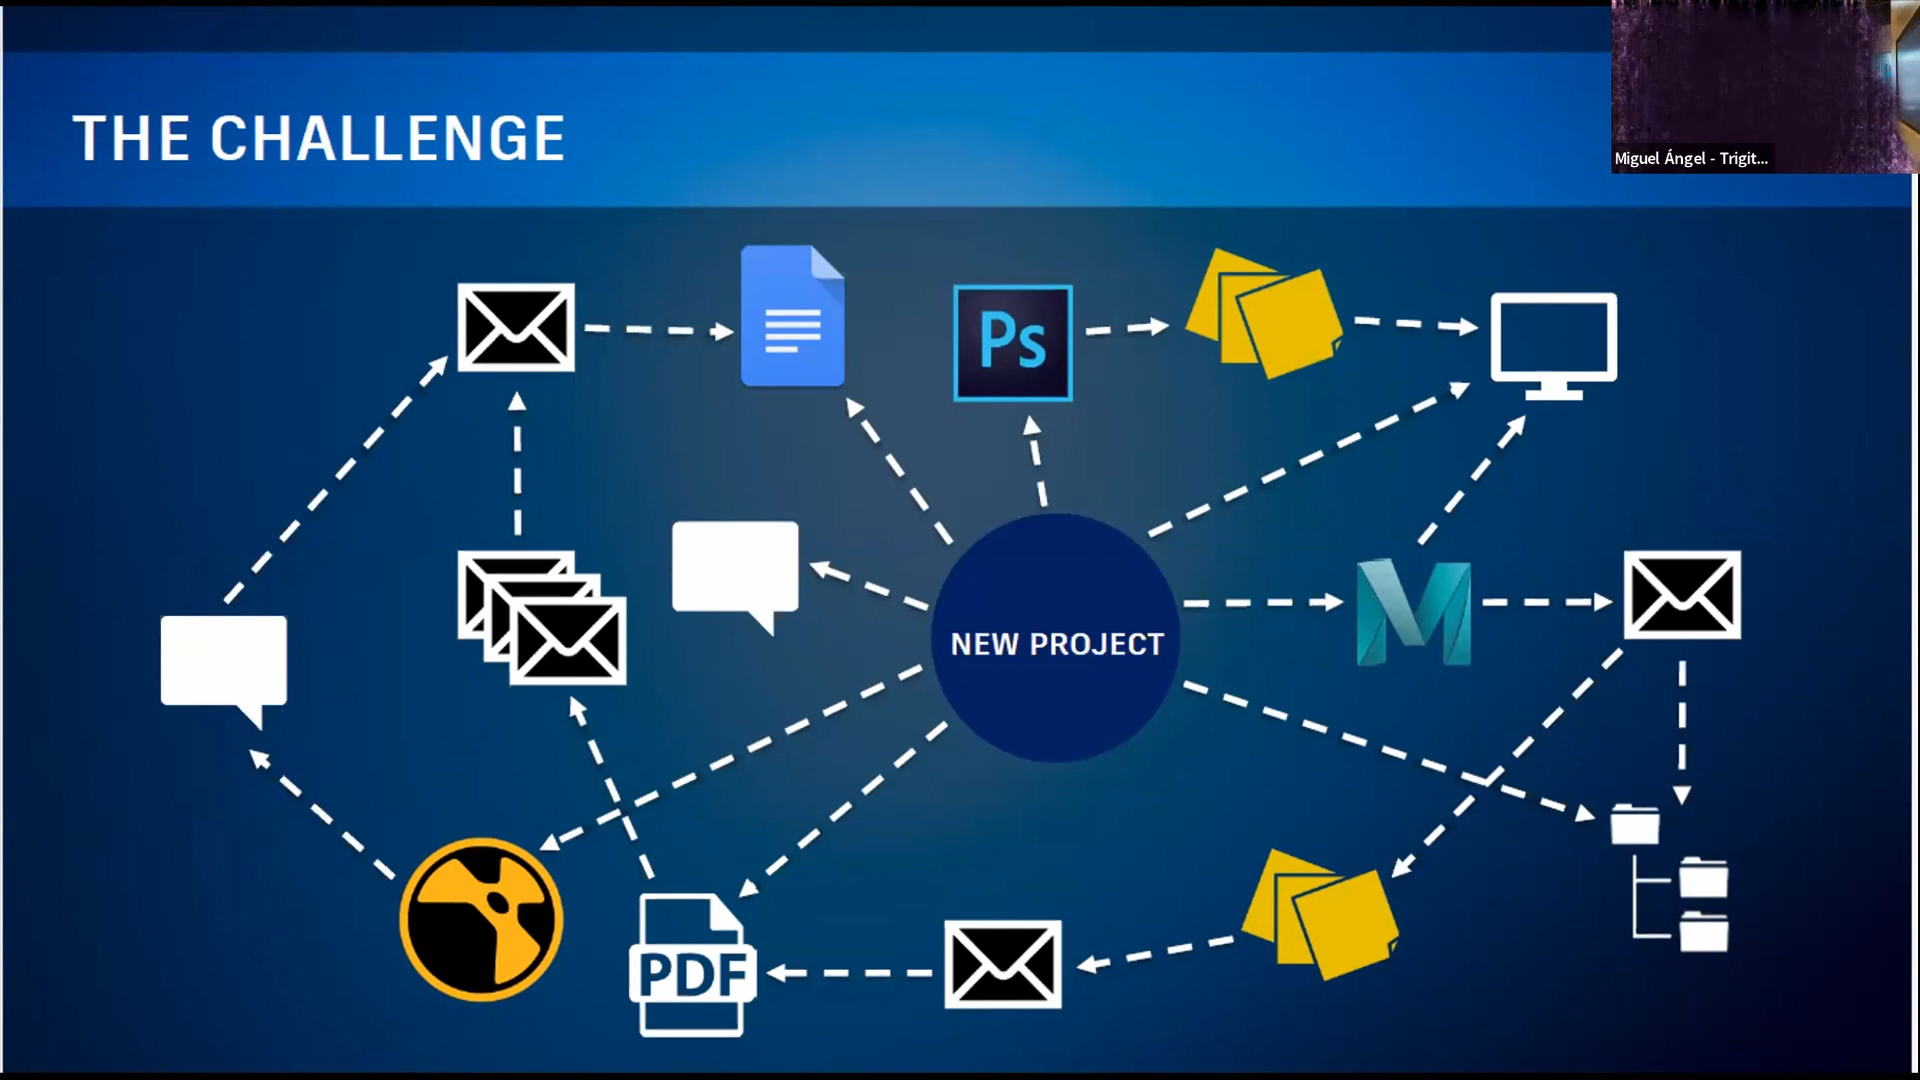 THE CHALLENGE
Miguel Ángel - Trigit...
Ps
NEW PROJECT
PDF